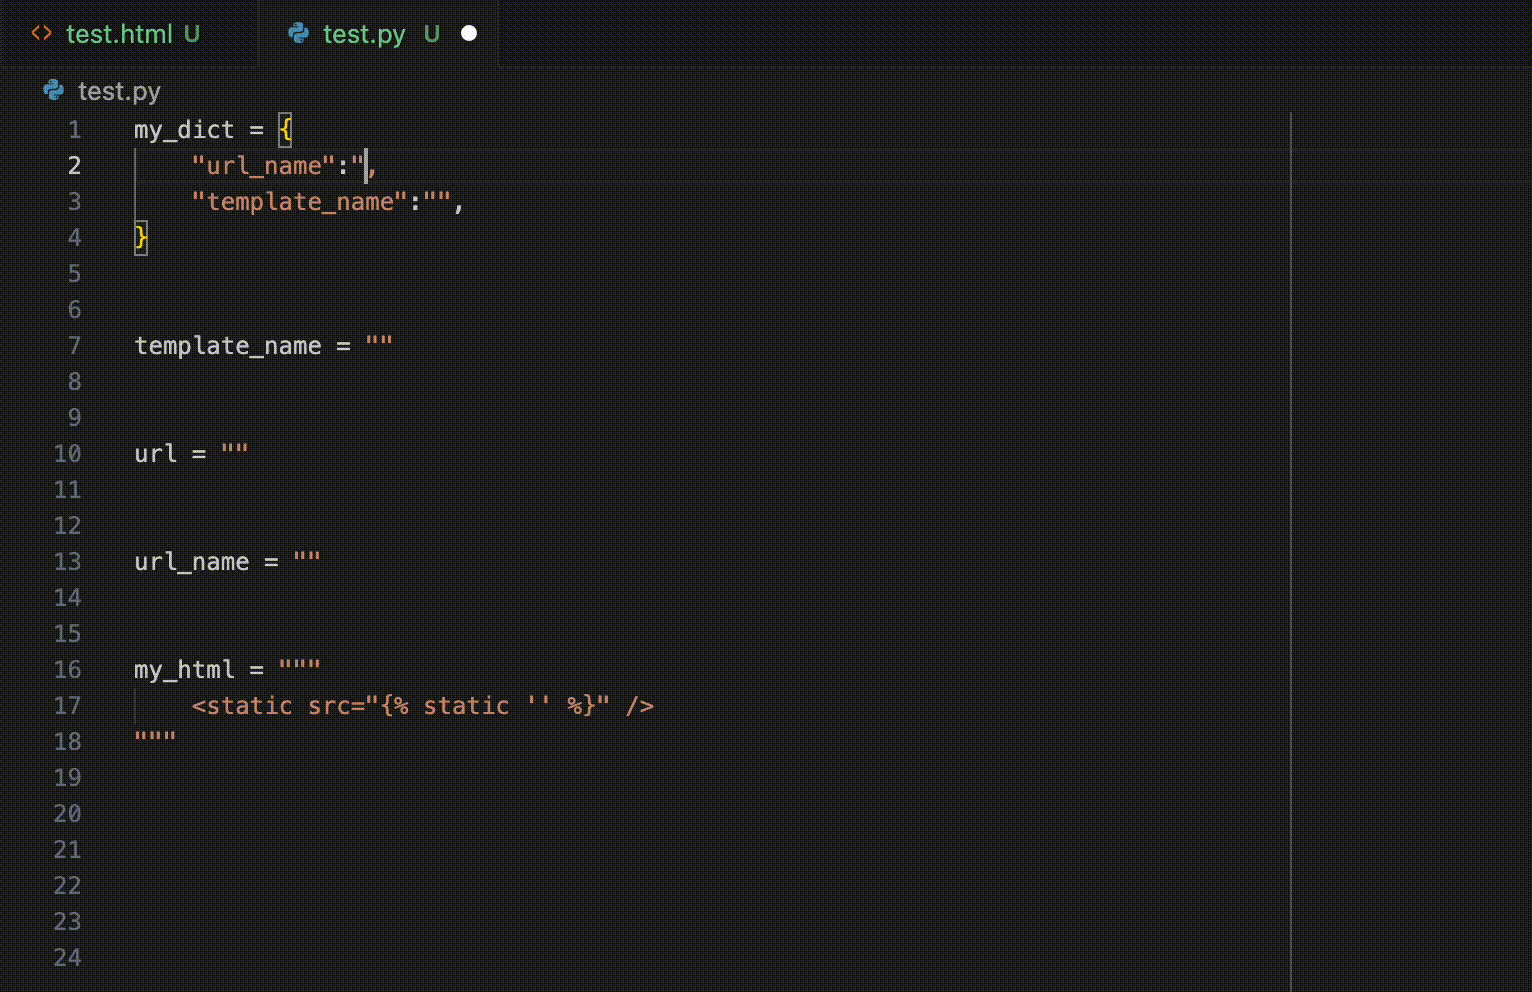 test.html U test.py U
test.py
1 my_dict = {
2     "url_name":",
3     "template_name":"",
4 }
5
6
7 template_name = ""
8
9
10 url = ""
11
12
13 url_name = ""
14
15
16 my_html = """
17     <static src="{% static '' %}" />
18 """
19
20
21
22
23
24